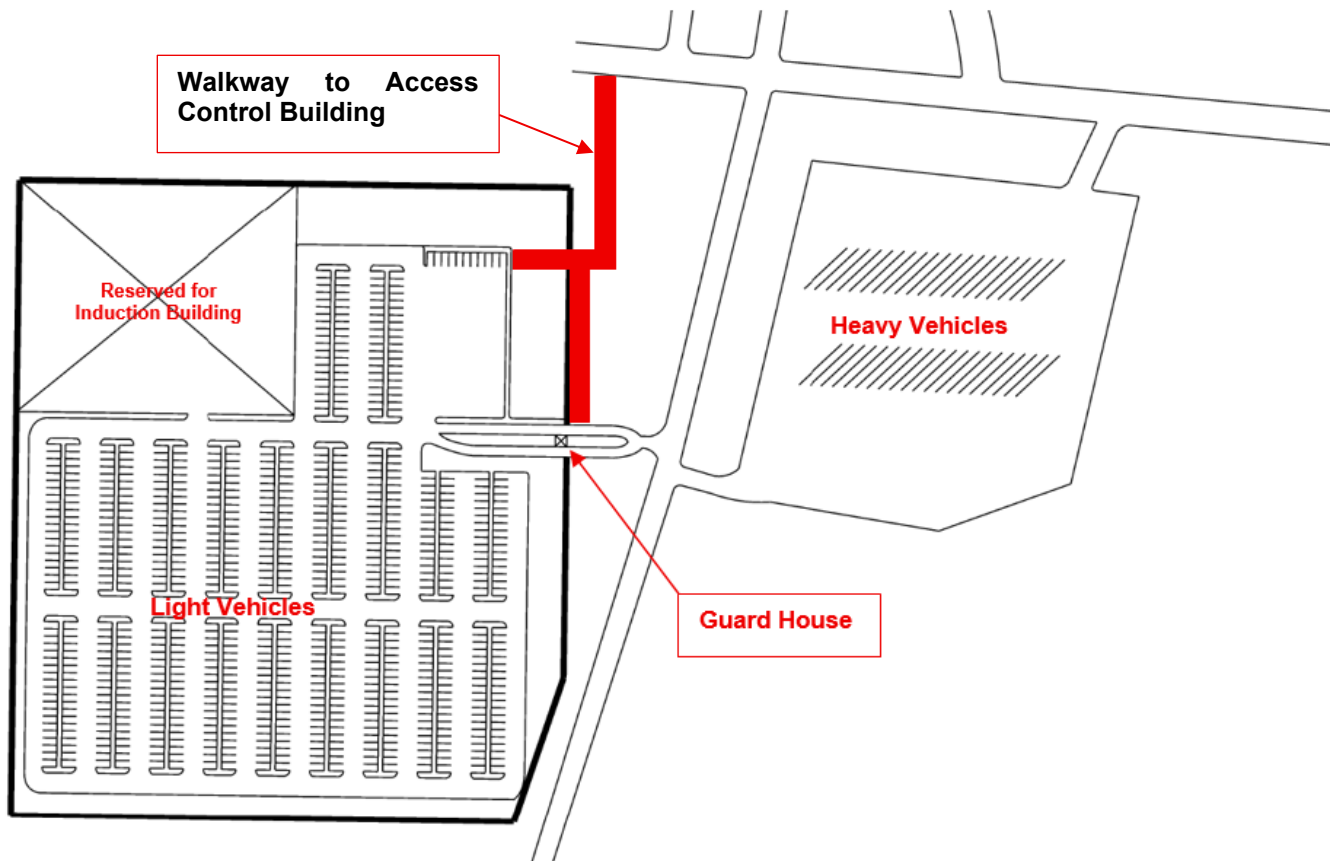 Walkway to Access
Control Building
Reserved for
Induction Building
Heavy Vehicles
Light Vehicles
Guard House